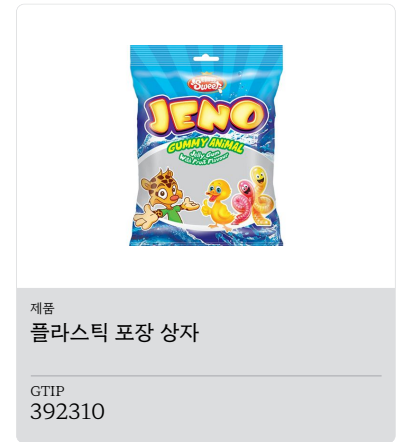 Sweet
JENO
GUMMY ANIMAL
Jelly Gum
With Fruit Flavour
제품
플라스틱 포장 상자
GTIP
392310